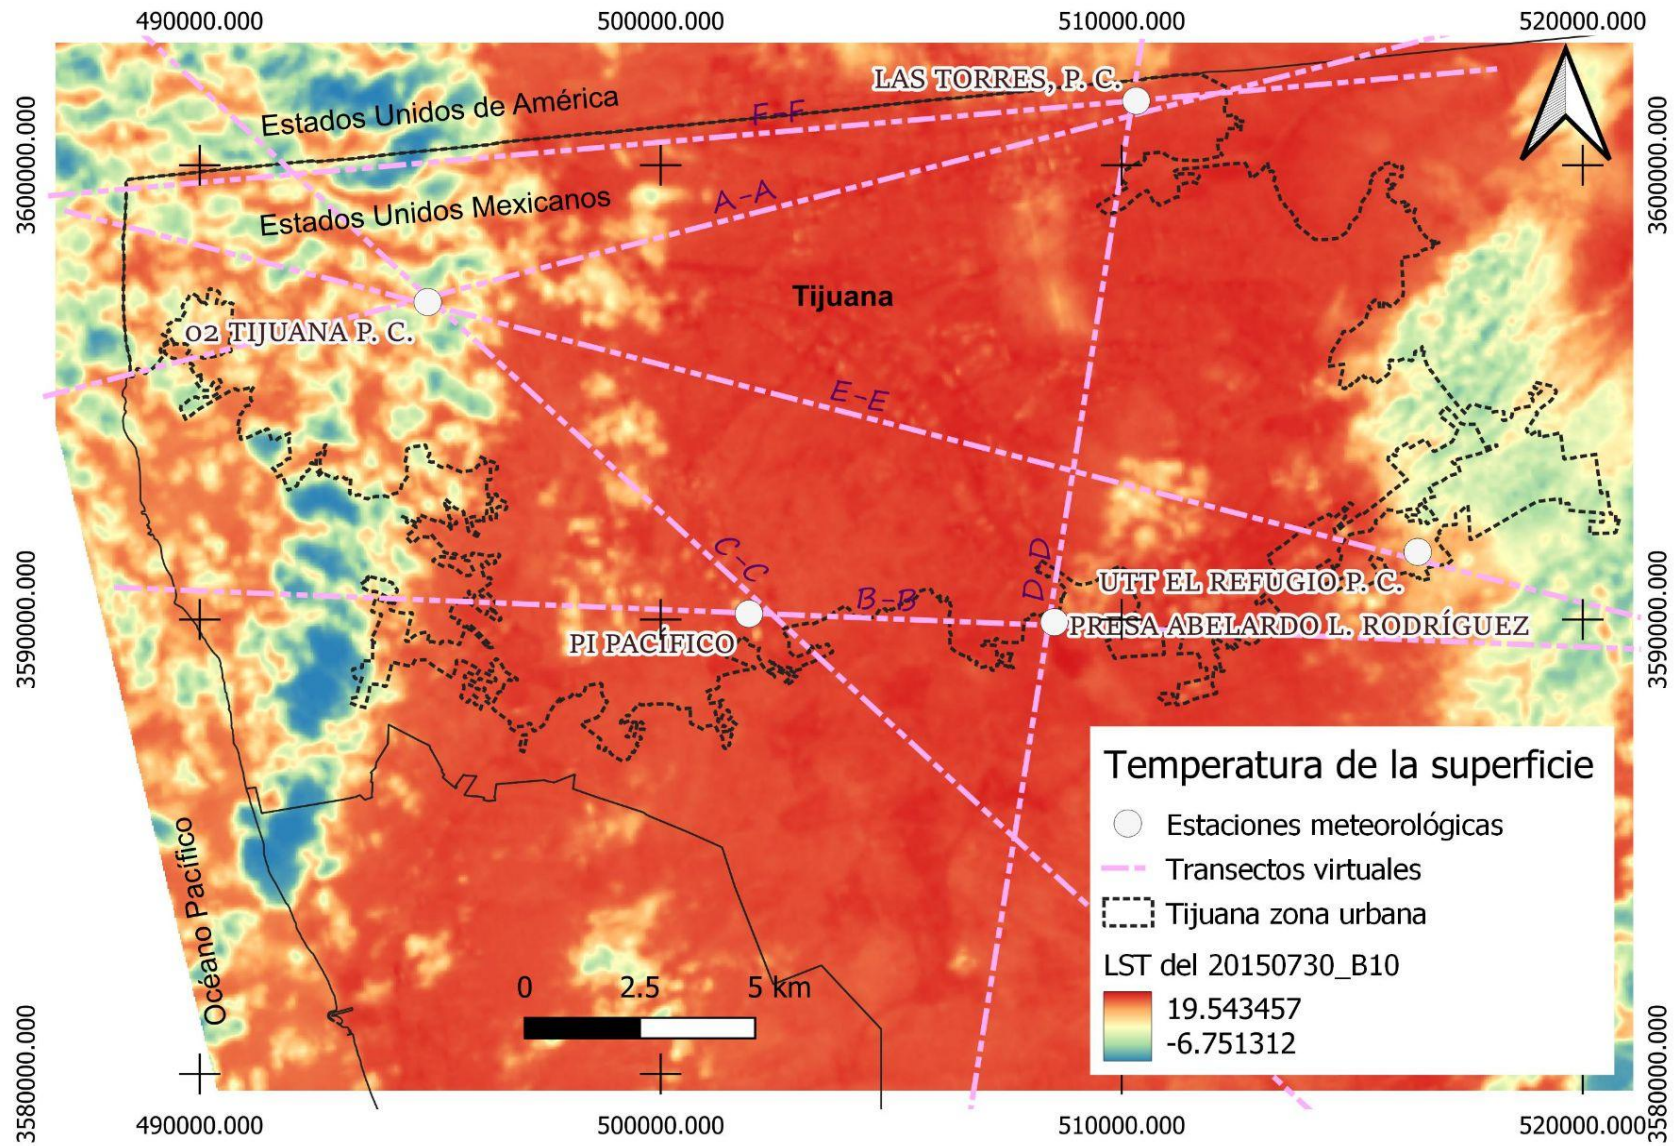 490000.000
500000.000
510000.000
520000.000
3600000.000
3600000.000
LAS TORRES, P. C.
Estados Unidos de América
F-F
A-A
Estados Unidos Mexicanos
Tijuana
02 TIJUANA P. C.
E-E
C-C
D-D
B-B
UTT EL REFUGIO P. C.
PRESA ABELARDO L. RODRÍGUEZ
PI PACÍFICO
3590000.000
3590000.000
Temperatura de la superficie
Estaciones meteorológicas
Transectos virtuales
Tijuana zona urbana
LST del 20150730_B10
19.543457
-6.751312
Océano Pacífico
0 2.5 5 km
3580000.000
3580000.000
490000.000
500000.000
510000.000
520000.000